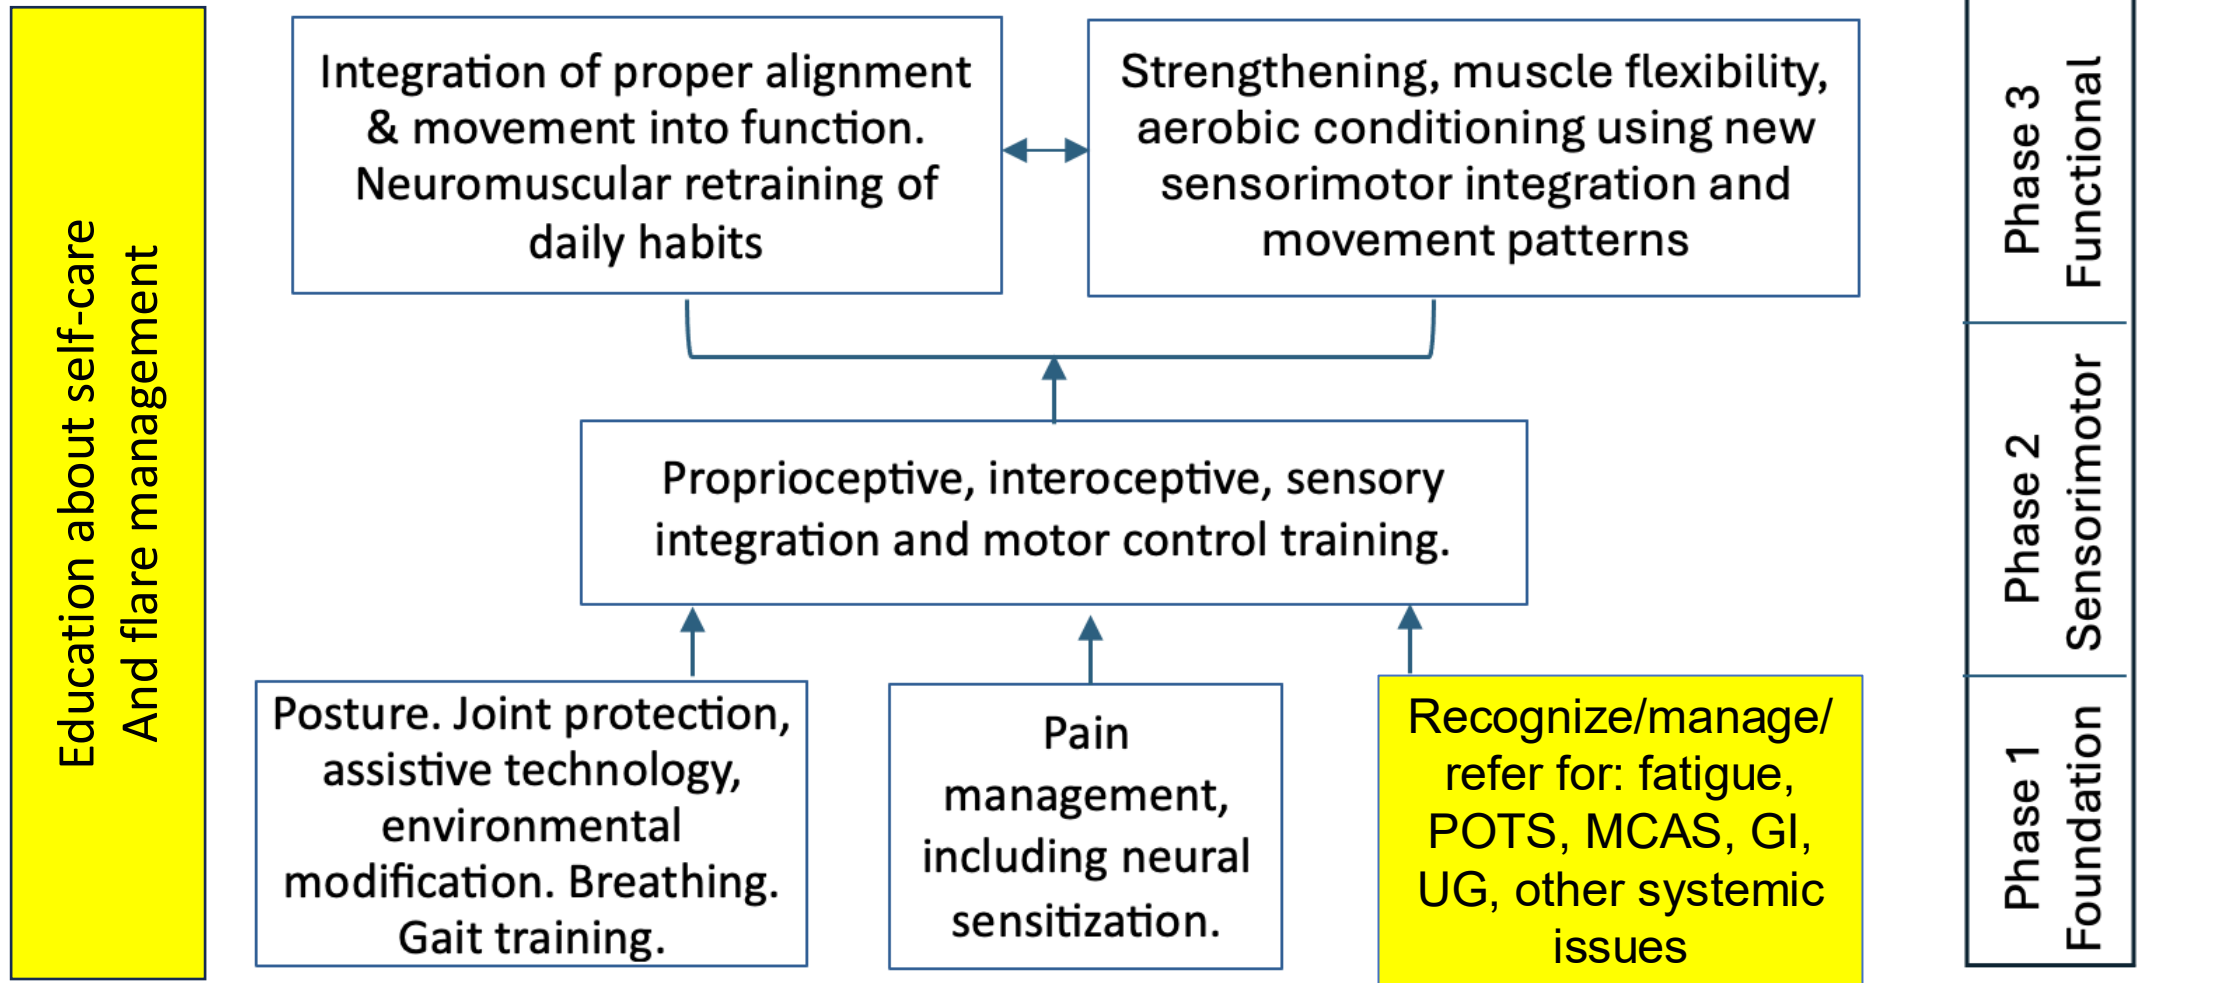 Education about self-care
And flare management
Integration of proper alignment
& movement into function.
Neuromuscular retraining of
daily habits
Strengthening, muscle flexibility,
aerobic conditioning using new
sensorimotor integration and
movement patterns
Phase 3
Functional
Proprioceptive, interoceptive, sensory
integration and motor control training.
Phase 2
Sensorimotor
Posture. Joint protection,
assistive technology,
environmental
modification. Breathing.
Gait training.
Pain
management,
including neural
sensitization.
Recognize/manage/
refer for: fatigue,
POTS, MCAS, GI,
UG, other systemic
issues
Phase 1
Foundation